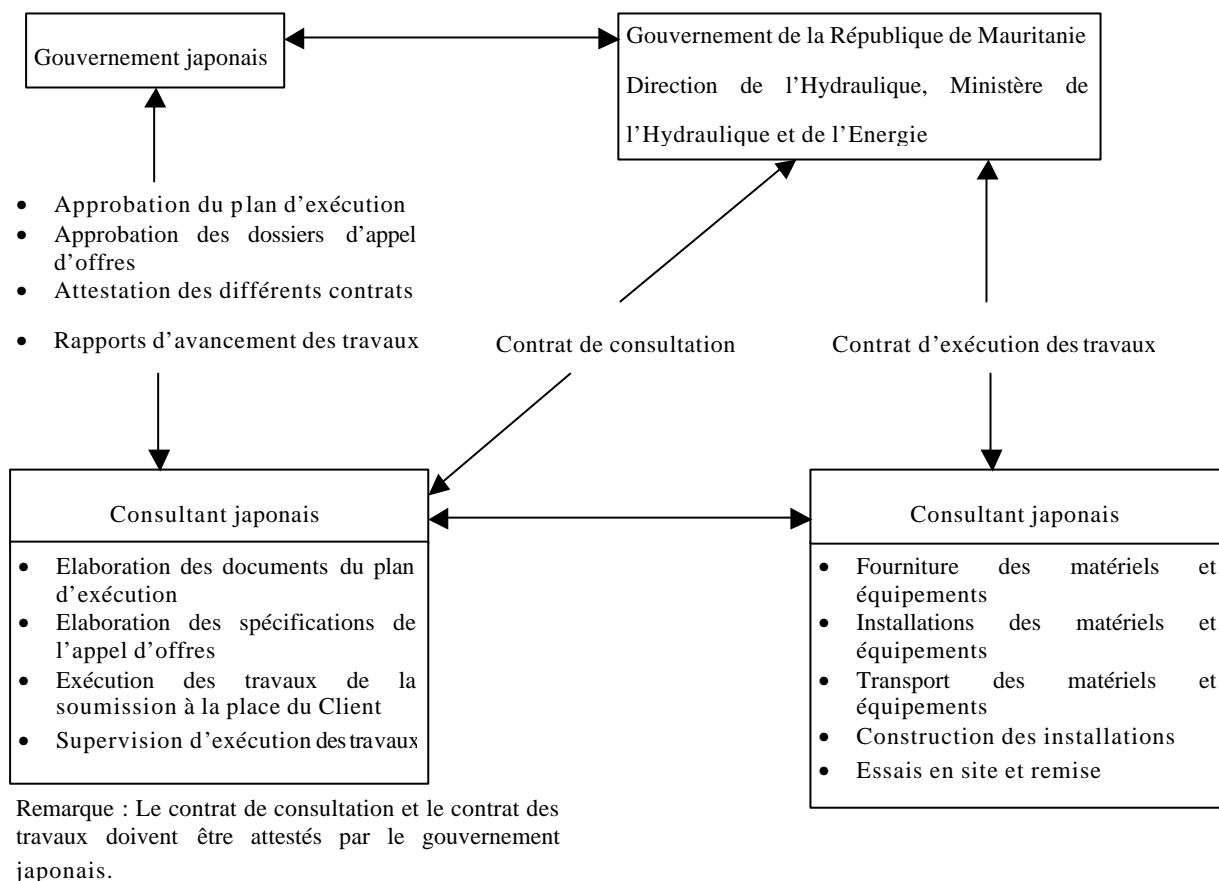 Gouvernement japonais
Gouvernement de la République de Mauritanie
Direction de l'Hydraulique, Ministère de
l'Hydraulique et de l'Energie
• Approbation du plan d'exécution
• Approbation des dossiers d'appel
d'offres
• Attestation des différents contrats
• Rapports d'avancement des travaux
Contrat de consultation
Contrat d'exécution des travaux
Consultant japonais
• Elaboration des documents du plan
d'exécution
• Elaboration des spécifications de
l'appel d'offres
• Exécution des travaux de la
soumission à la place du Client
• Supervision d'exécution des travaux
Consultant japonais
• Fourniture des matériels et
équipements
• Installations des matériels et
équipements
• Transport des matériels et
équipements
• Construction des installations
• Essais en site et remise
Remarque : Le contrat de consultation et le contrat des
travaux doivent être attestés par le gouvernement
japonais.